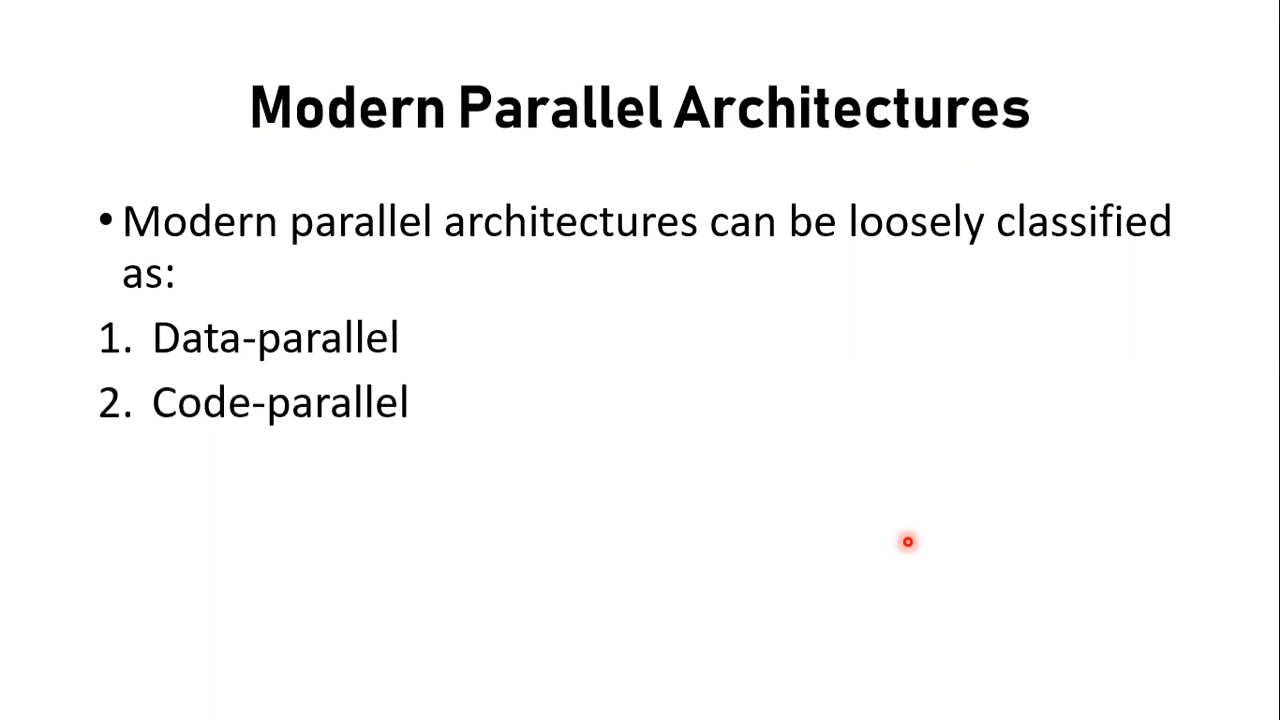 Modern Parallel Architectures
• Modern parallel architectures can be loosely classified
as:
1. Data-parallel
2. Code-parallel